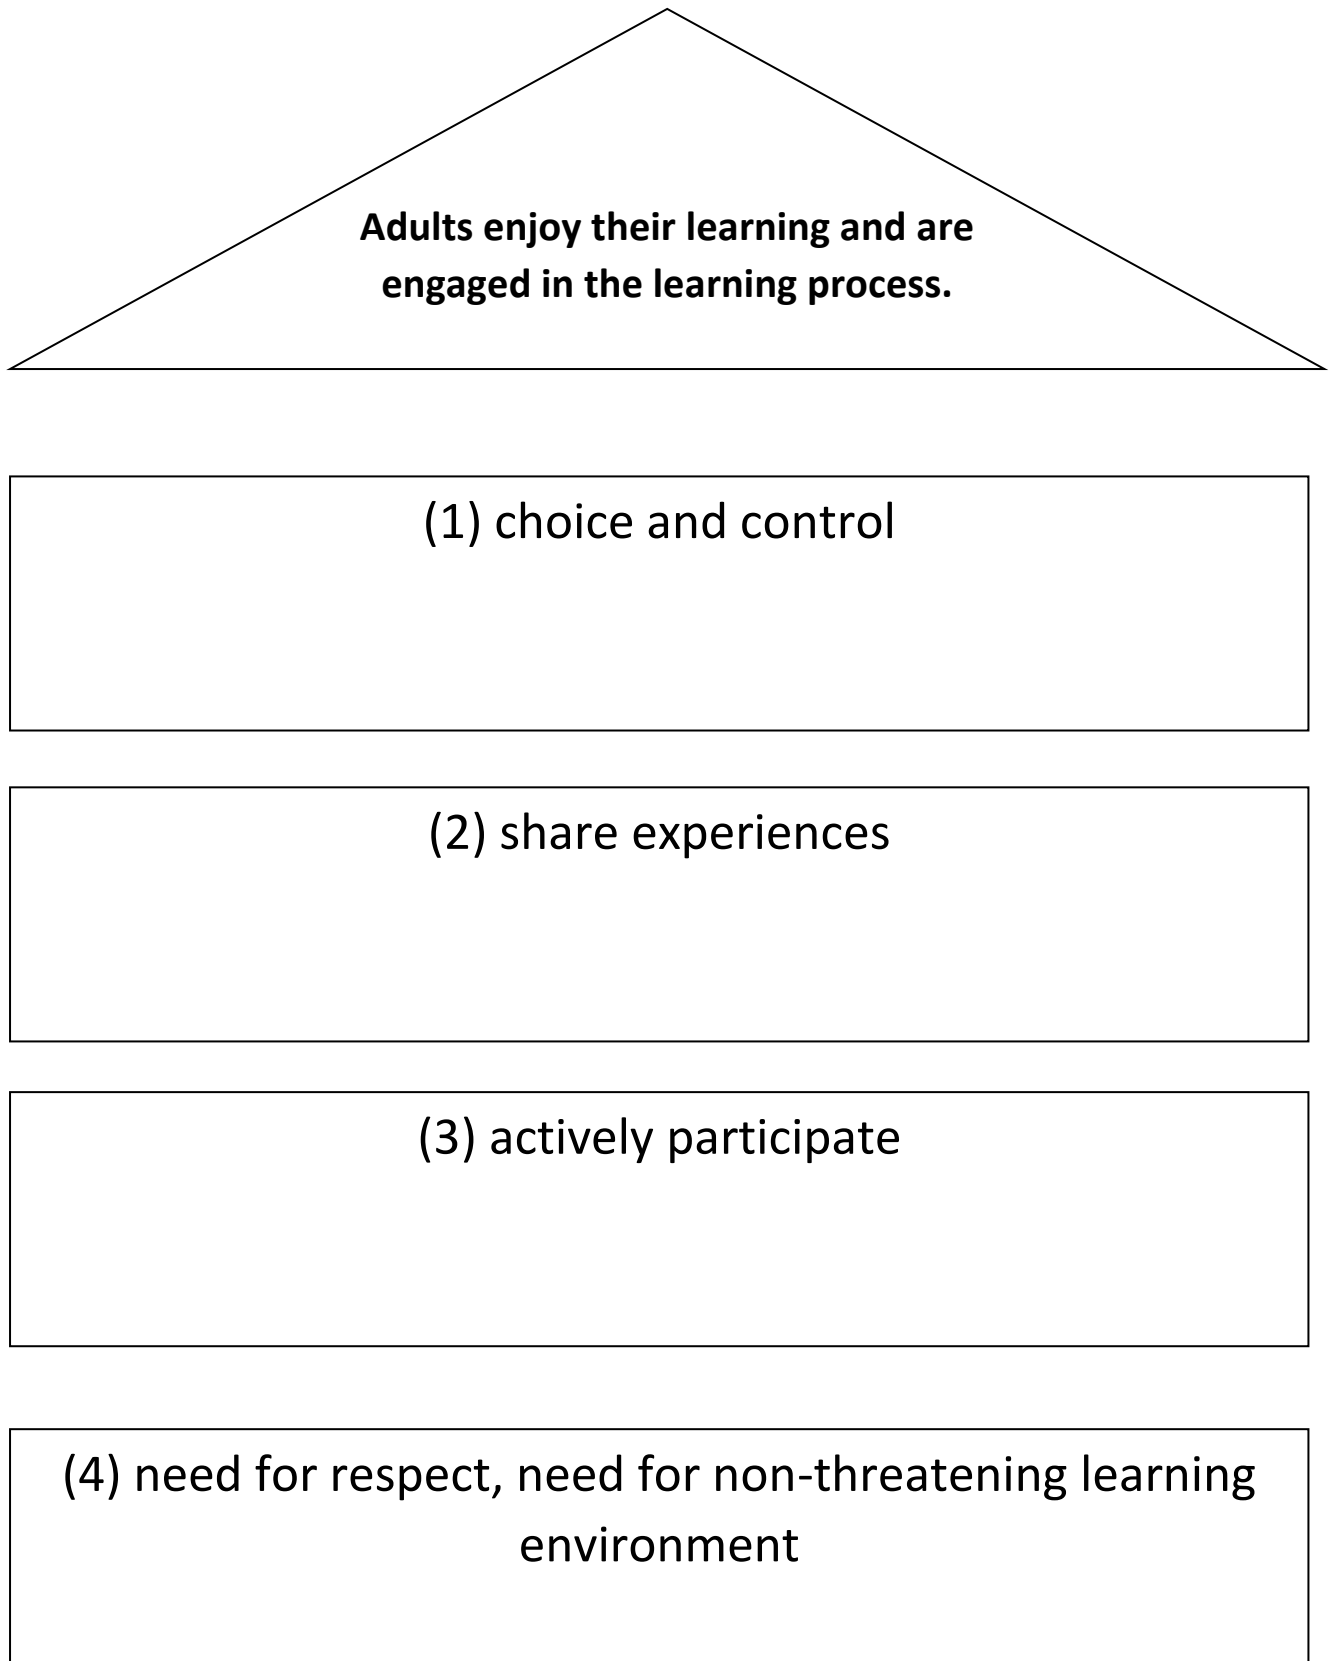 Adults enjoy their learning and are
engaged in the learning process.
(1) choice and control
(2) share experiences
(3) actively participate
(4) need for respect, need for non-threatening learning
environment